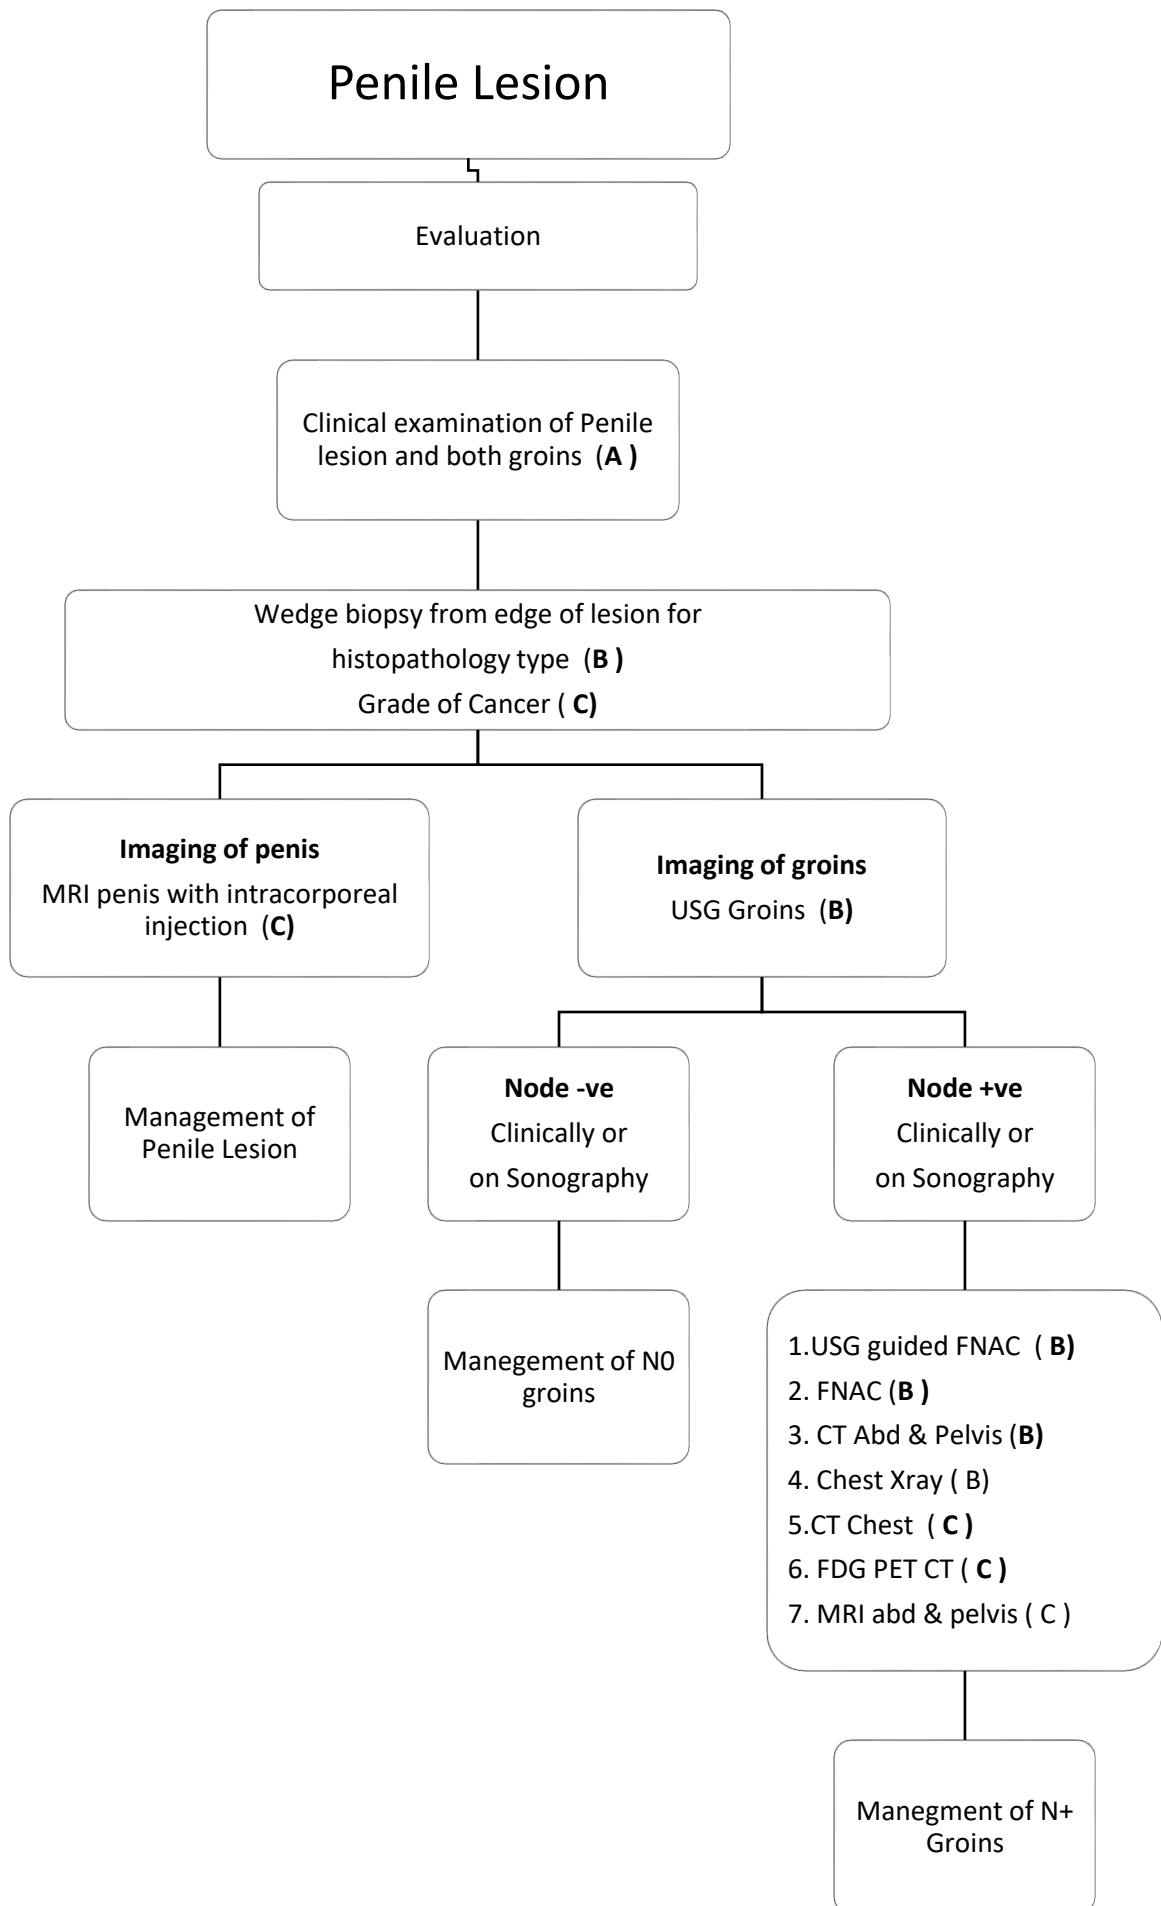 Penile Lesion
Evaluation
Clinical examination of Penile
lesion and both groins (A )
Wedge biopsy from edge of lesion for
histopathology type (B )
Grade of Cancer ( C)
Imaging of penis
MRI penis with intracorporeal
injection (C)
Imaging of groins
USG Groins (B)
Management of
Penile Lesion
Node -ve
Clinically or
on Sonography
Node +ve
Clinically or
on Sonography
Manegement of N0
groins
1.USG guided FNAC ( B)
2. FNAC (B )
3. CT Abd & Pelvis (B)
4. Chest Xray ( B)
5.CT Chest ( C )
6. FDG PET CT ( C )
7. MRI abd & pelvis ( C )
Manegment of N+
Groins